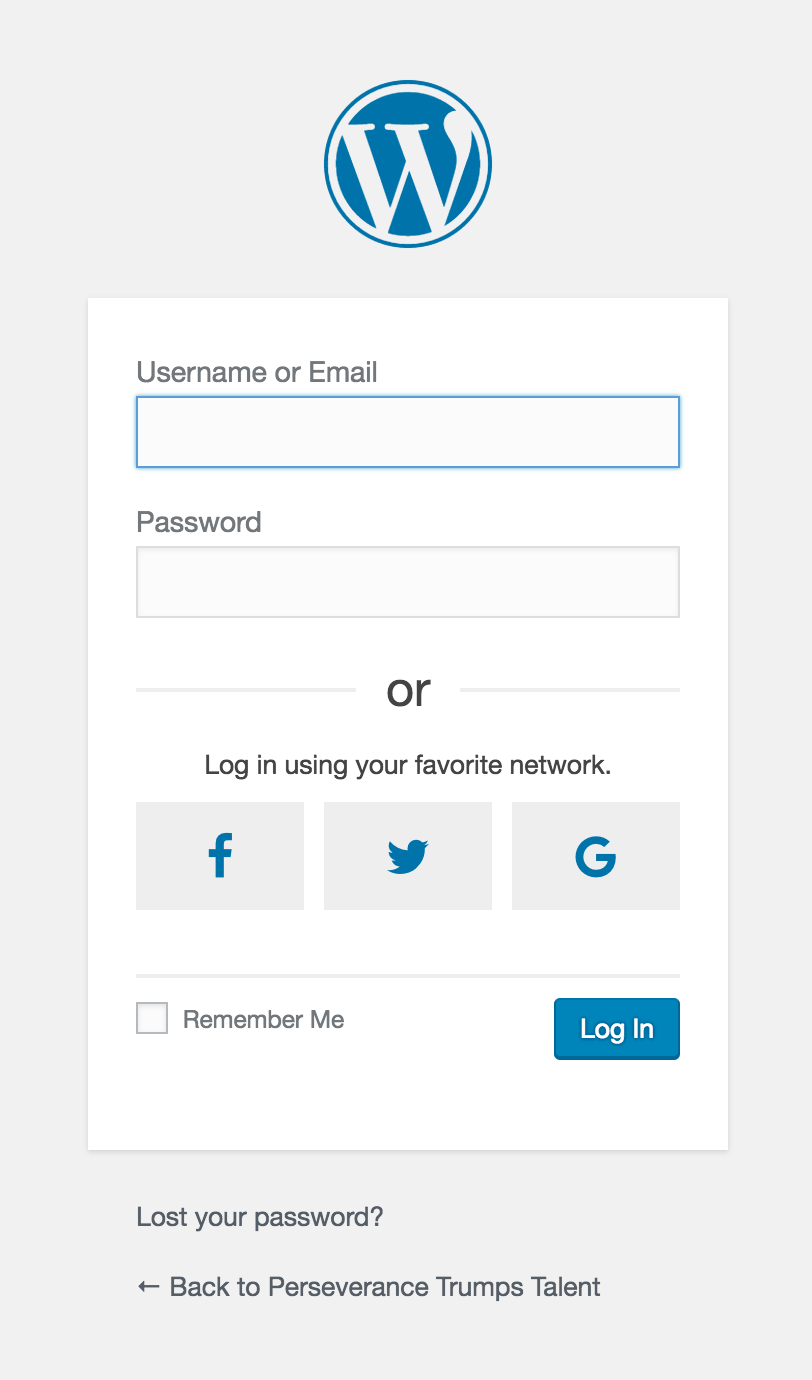 Username or Email
Password
or
Log in using your favorite network.
Remember Me
Log In
Lost your password?
← Back to Perseverance Trumps Talent